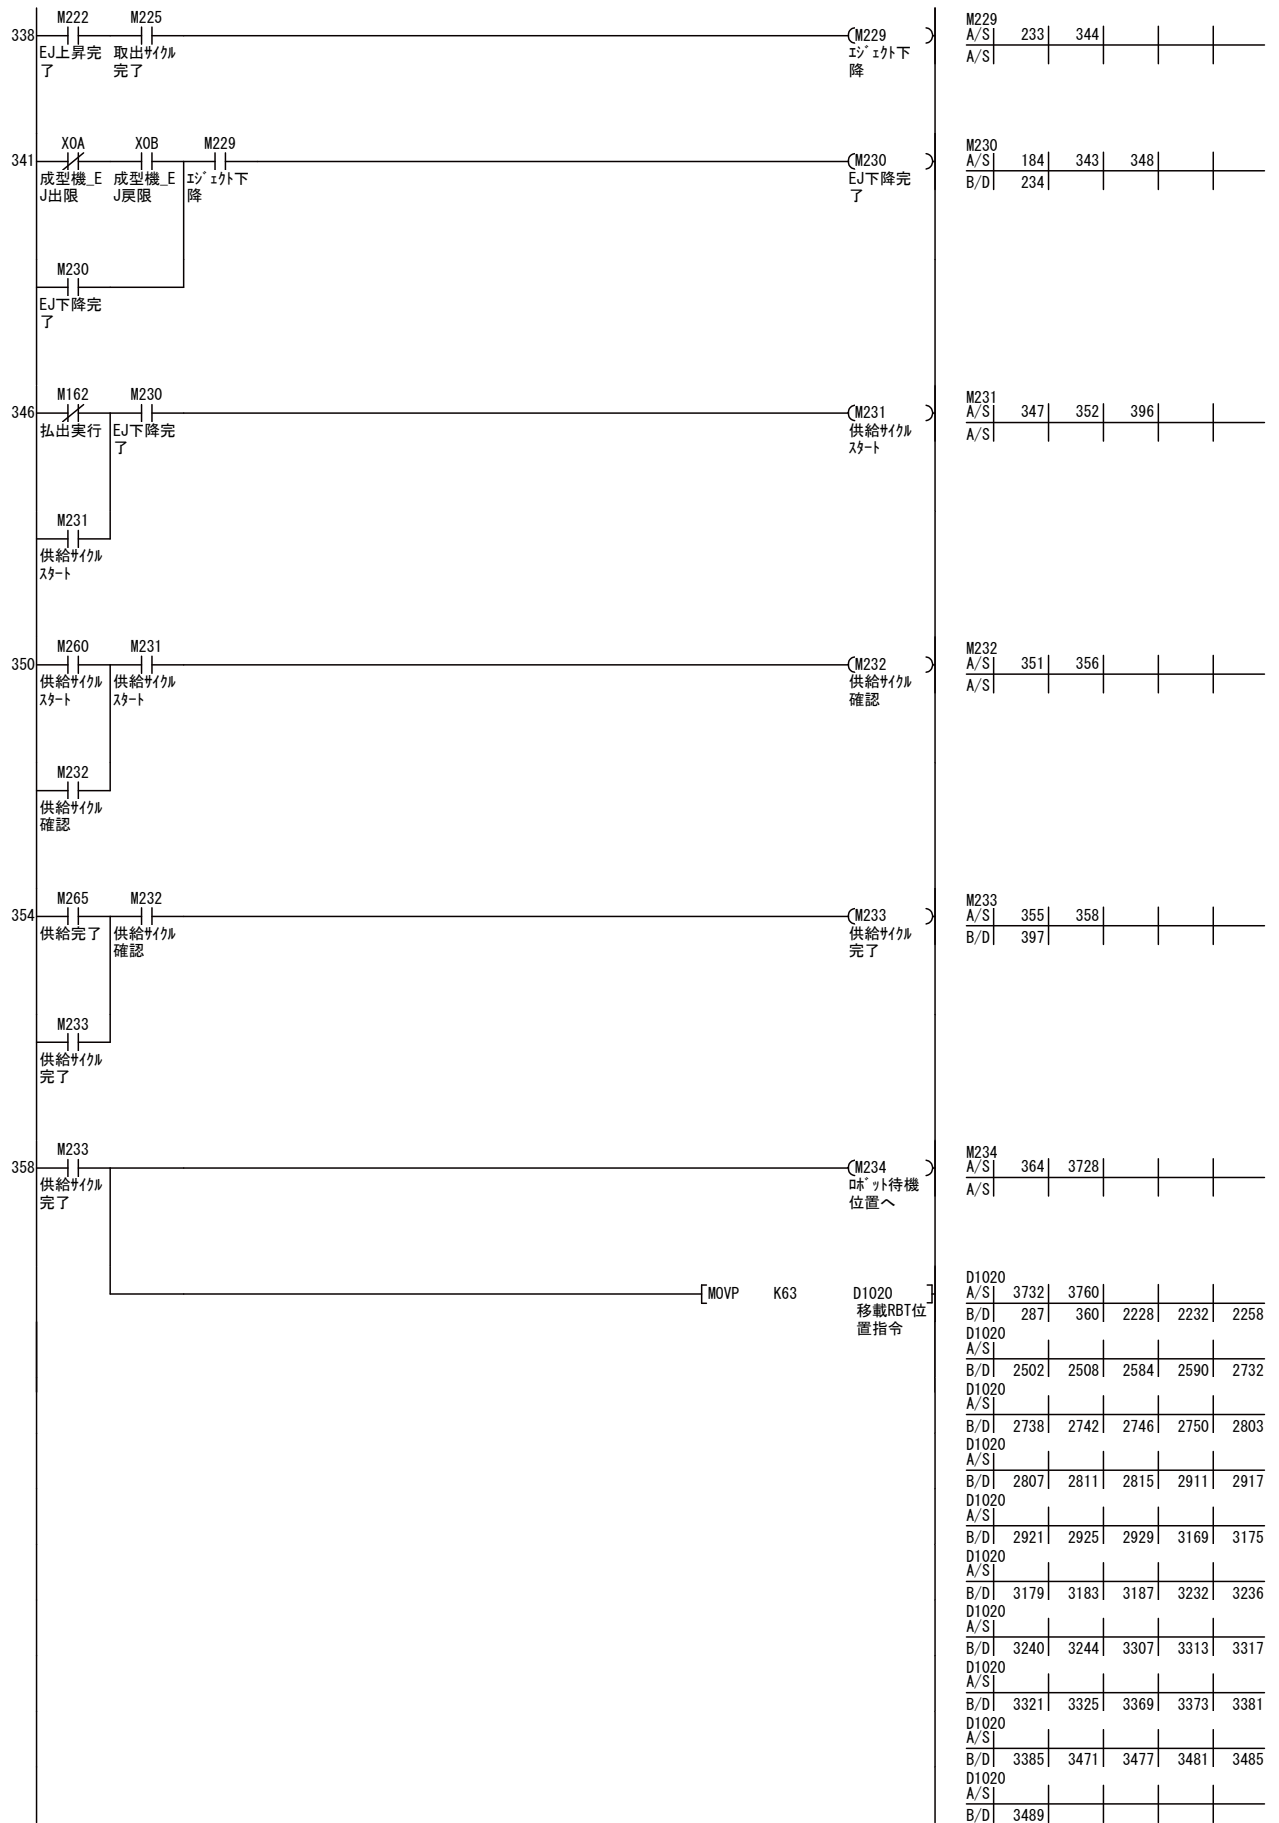 M222 M225
338 (M229 ) M229
A/S 233 344
EJ上昇完 取出ｻｲｸﾙ ｴｼﾞｪｸﾄ下 A/S
了 完了 降
X0A X0B M229 M230
341 (M230 ) A/S 184 343 348
成型機_E 成型機_E ｴｼﾞｪｸﾄ下 EJ下降完 B/D 234
J出限 J戻限 降 了
M230
EJ下降完
了
M162 M230 M231
346 (M231 ) A/S 347 352 396
払出実行 EJ下降完 供給ｻｲｸﾙ A/S
了 ｽﾀｰﾄ
M231
供給ｻｲｸﾙ
ｽﾀｰﾄ
M260 M231 M232
350 (M232 ) A/S 351 356
供給ｻｲｸﾙ 供給ｻｲｸﾙ 供給ｻｲｸﾙ A/S
ｽﾀｰﾄ ｽﾀｰﾄ 確認
M232
供給ｻｲｸﾙ
確認
M265 M232 M233
354 (M233 ) A/S 355 358
供給完了 供給ｻｲｸﾙ 供給ｻｲｸﾙ B/D 397
確認 完了
M233
供給ｻｲｸﾙ
完了
M233 M234
358 (M234 ) A/S 364 3728
供給ｻｲｸﾙ ﾛﾎﾞｯﾄ待機 A/S
完了 位置へ
D1020
[MOVP K63 D1020 ] A/S 3732 3760
移載RBT位 B/D 287 360 2228 2232 2258
置指令 D1020
A/S
B/D 2502 2508 2584 2590 2732
D1020
A/S
B/D 2738 2742 2746 2750 2803
D1020
A/S
B/D 2807 2811 2815 2911 2917
D1020
A/S
B/D 2921 2925 2929 3169 3175
D1020
A/S
B/D 3179 3183 3187 3232 3236
D1020
A/S
B/D 3240 3244 3307 3313 3317
D1020
A/S
B/D 3321 3325 3369 3373 3381
D1020
A/S
B/D 3385 3471 3477 3481 3485
D1020
A/S
B/D 3489